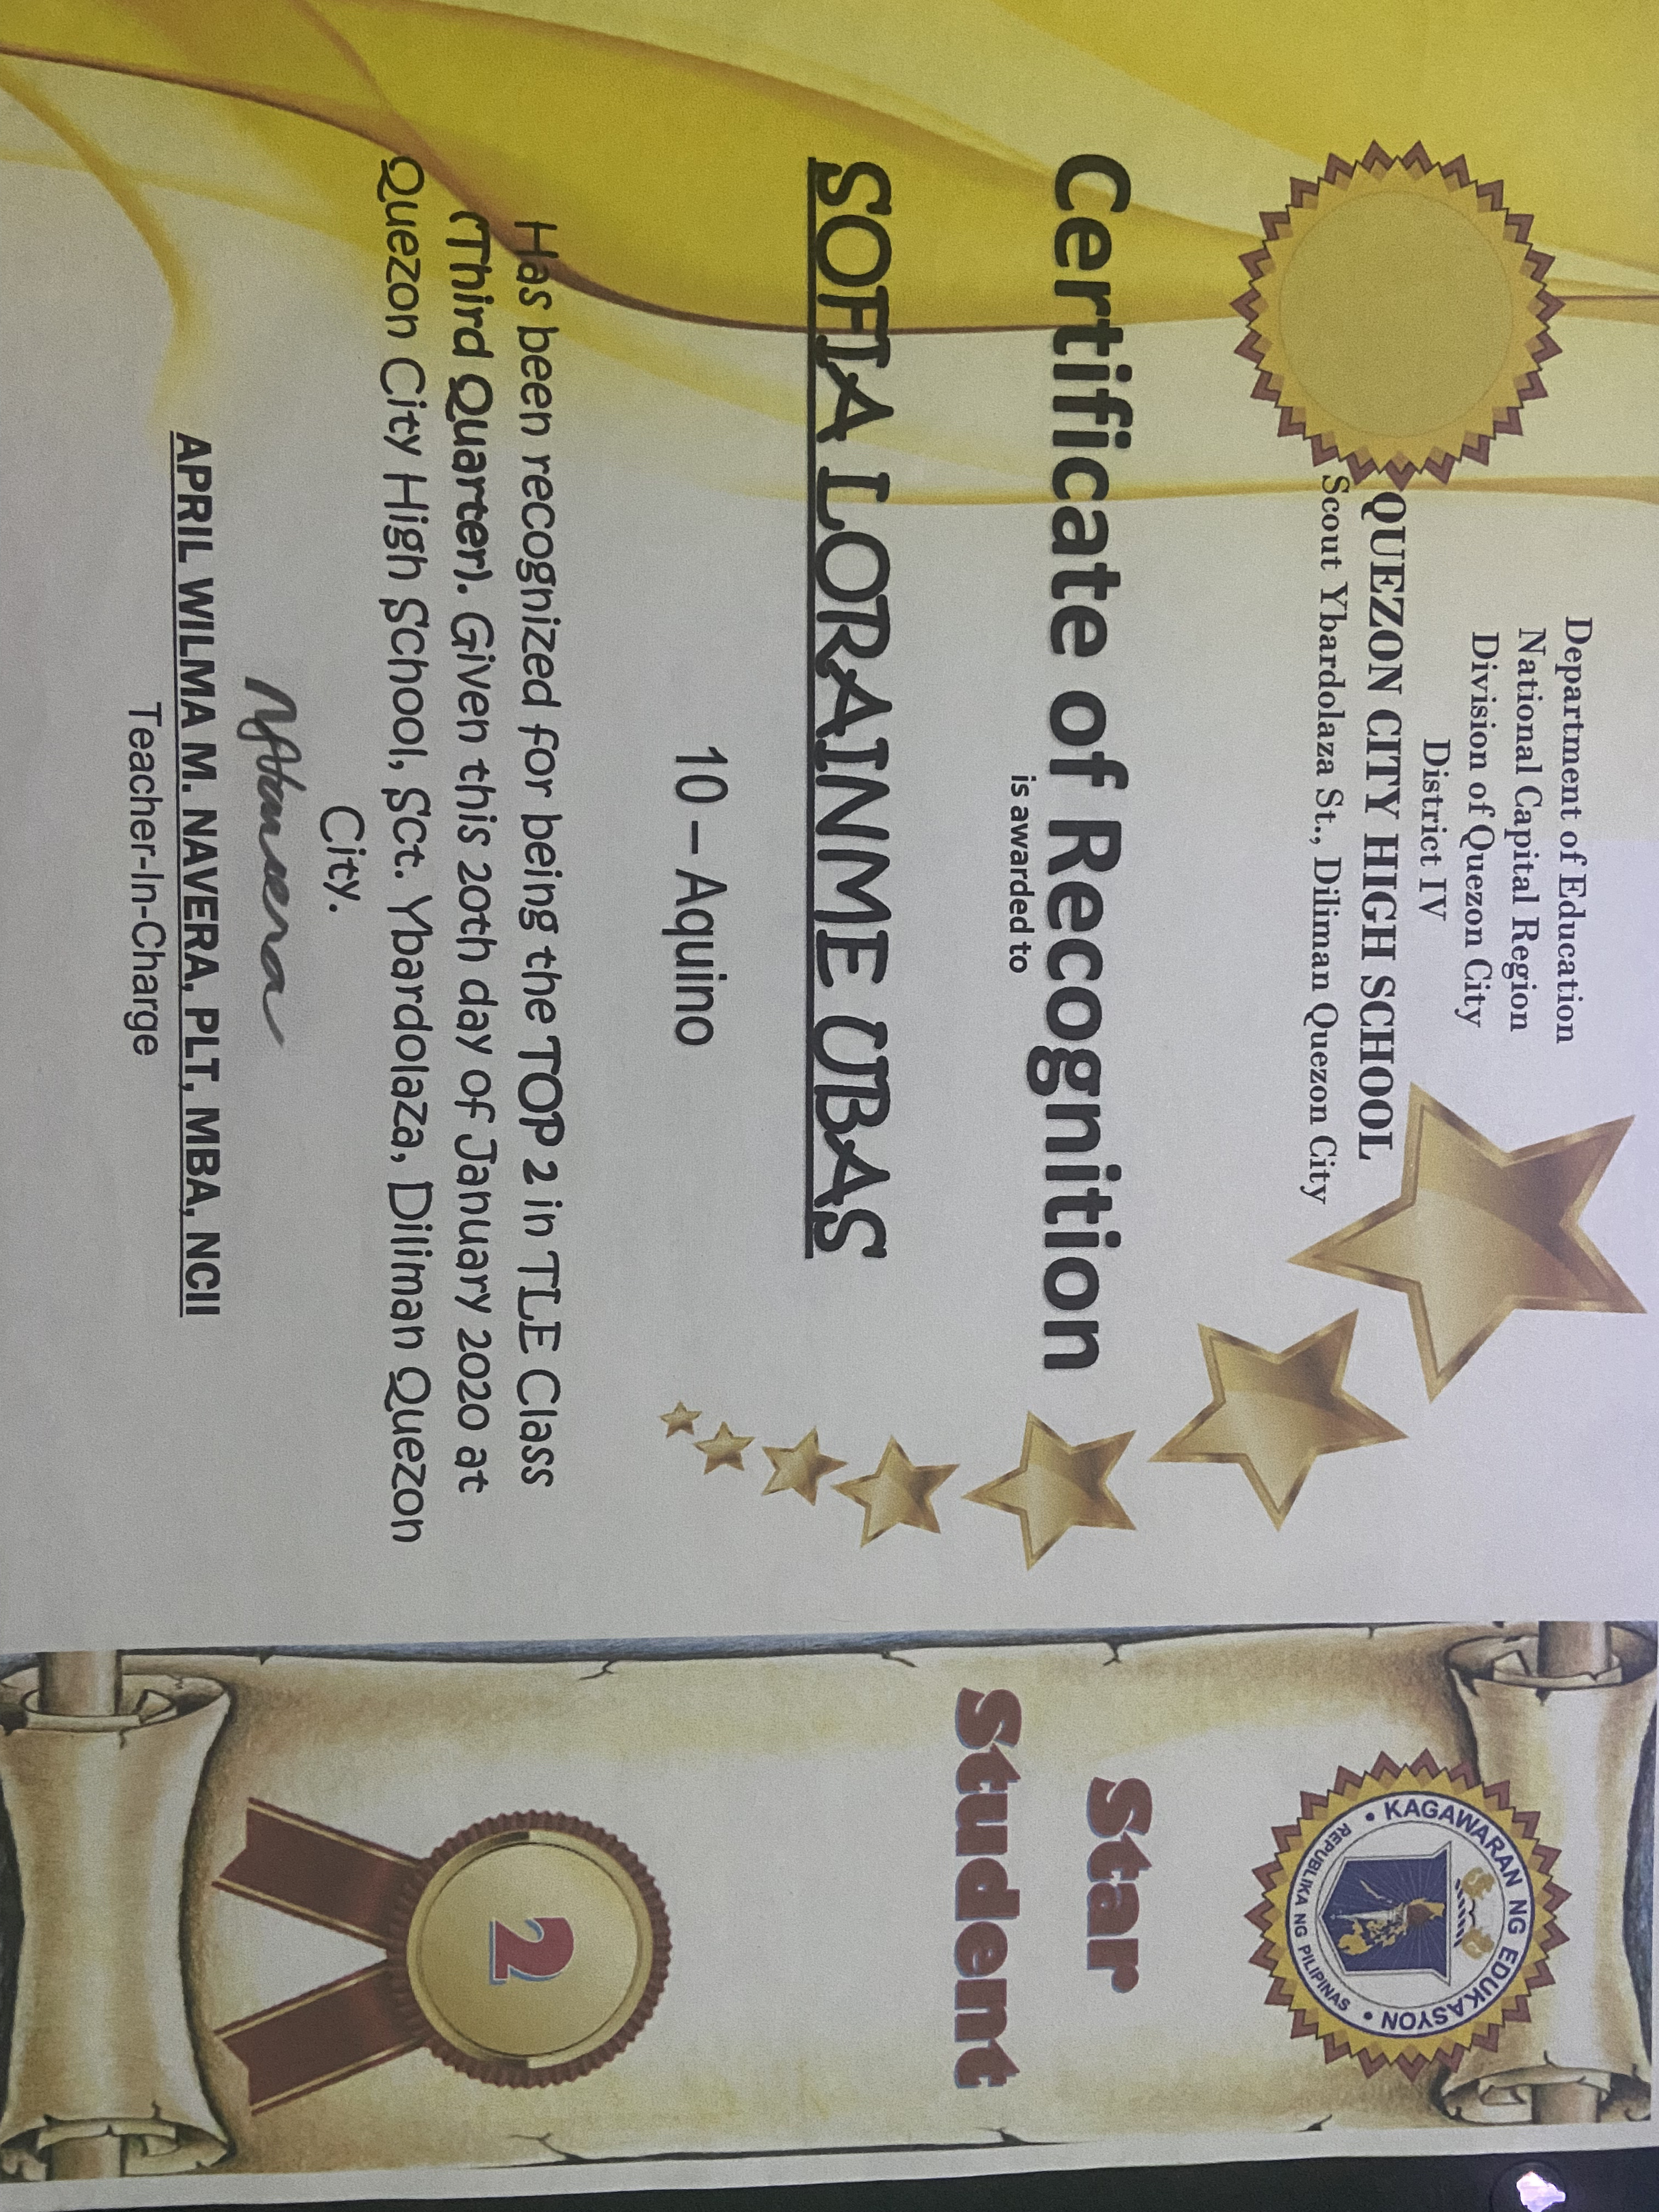 Department of Education
National Capital Region
Division of Quezon City
District IV
QUEZON CITY HIGH SCHOOL
Scout Ybardolaza St., Diliman Quezon City
Certificate of Recognition
is awarded to
SOFIA LORAINME UBAS
10 – Aquino
Has been recognized for being the TOP 2 in TLE Class
(Third Quarter). Given this 20th day of January 2020 at
Quezon City High School, Sct. Ybardolaza, Diliman Quezon
City.
APRIL WILMA M. NAVERA, PLT, MBA, NCII
Teacher-In-Charge
KAGAWARAN NG EDUKASYON
REPUBLIKA NG PILIPINAS
Star
Student
2